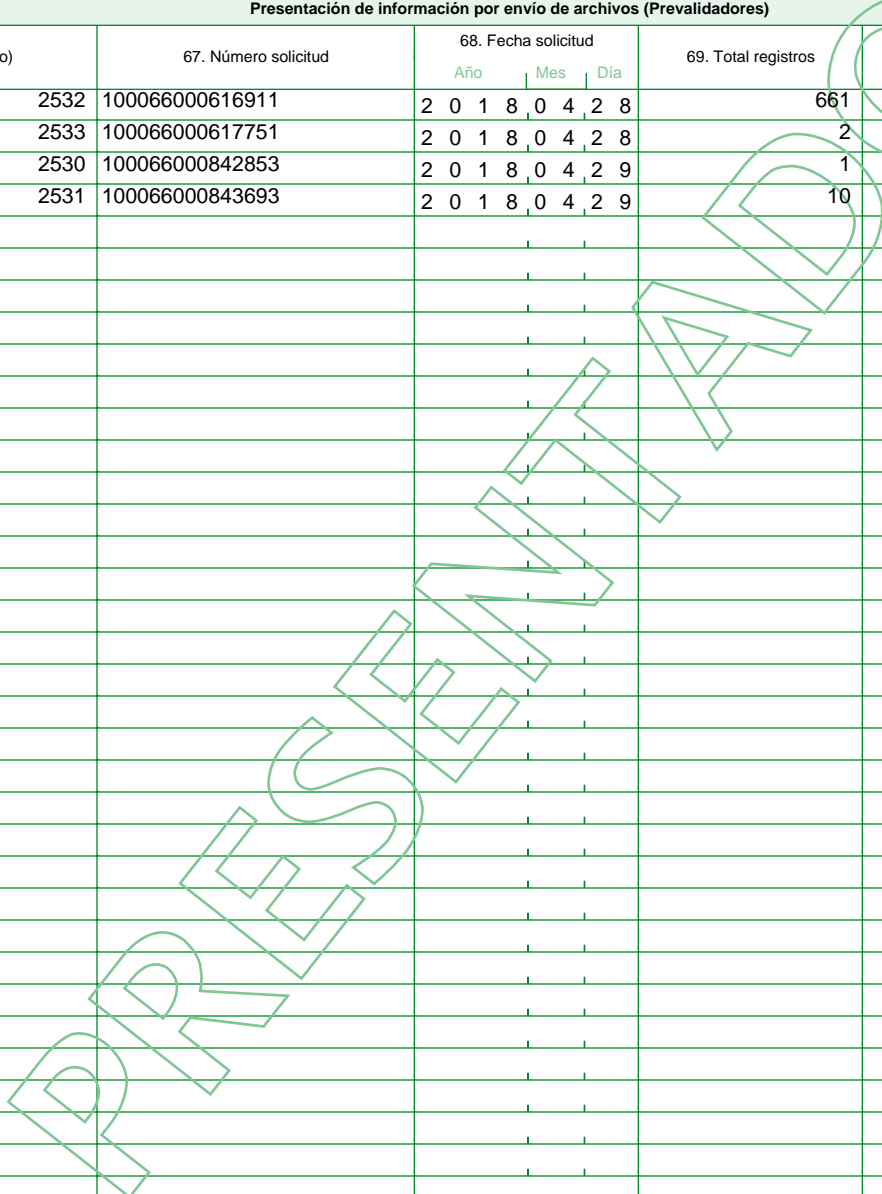 Presentación de información por envío de archivos (Prevalidadores)
o) 67. Número solicitud 68. Fecha solicitud 69. Total registros
Año Mes Día
2532 100066000616911 2 0 1 8 0 4 2 8 661
2533 100066000617751 2 0 1 8 0 4 2 8 2
2530 100066000842853 2 0 1 8 0 4 2 9 1
2531 100066000843693 2 0 1 8 0 4 2 9 10
PRESENTADO